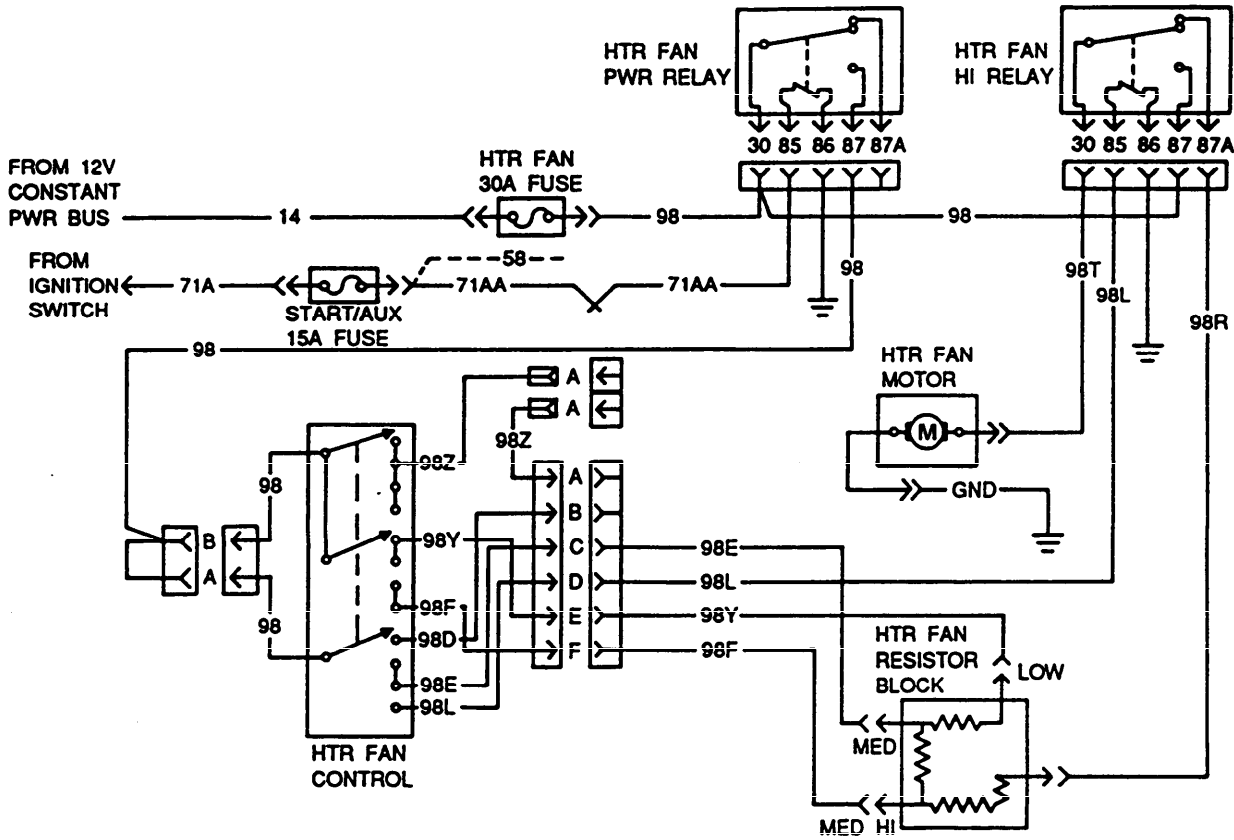 HTR FAN
PWR RELAY
HTR FAN
HI RELAY
30 85 86 87 87A
30 85 86 87 87A
FROM 12V
CONSTANT
PWR BUS
14
HTR FAN
30A FUSE
98
98
FROM
IGNITION
SWITCH
71A
START/AUX
15A FUSE
58
71AA
71AA
98
98T
98L
98R
98
HTR FAN
MOTOR
M
GND
A
A
98Z
98Z
98
B
A
98
98Y
98F
98D
98E
98L
HTR FAN
CONTROL
A
B
C
D
E
F
98E
98L
98Y
98F
HTR FAN
RESISTOR
BLOCK
LOW
MED
MED HI